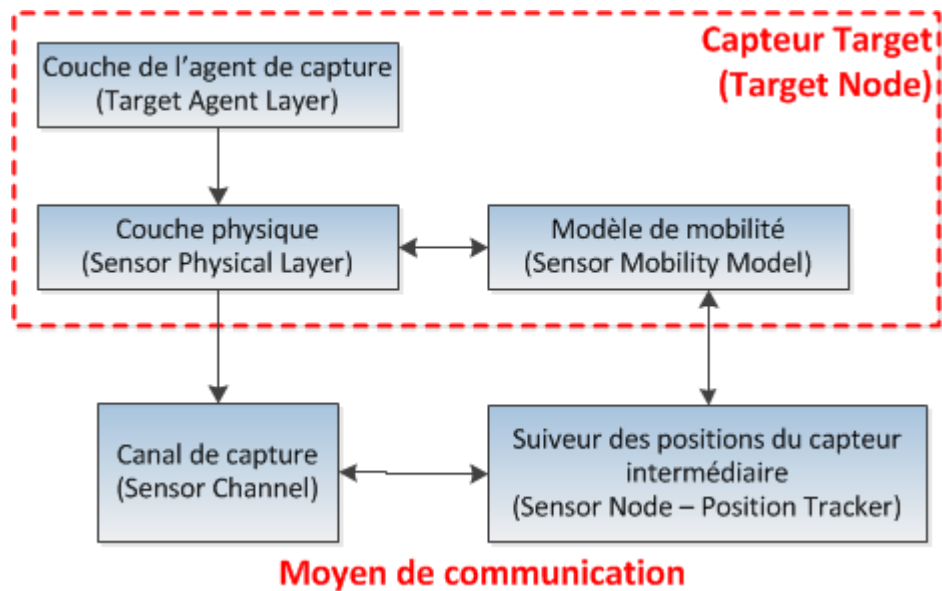 Capteur Target
(Target Node)
Couche de l’agent de capture
(Target Agent Layer)
Couche physique
(Sensor Physical Layer)
Modèle de mobilité
(Sensor Mobility Model)
Canal de capture
(Sensor Channel)
Suiveur des positions du capteur
intermédiaire
(Sensor Node – Position Tracker)
Moyen de communication